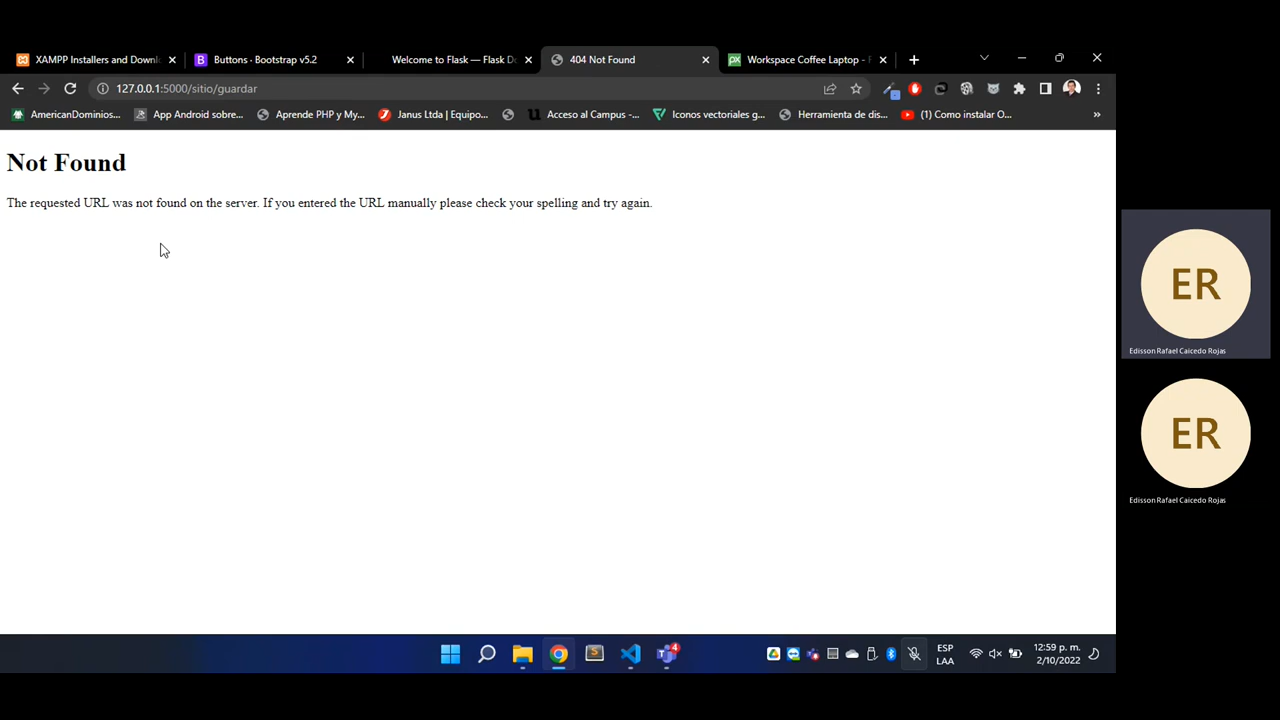 XAMPP Installers and Downl
Buttons · Bootstrap v5.2
Welcome to Flask — Flask D
404 Not Found
Workspace Coffee Laptop - F
127.0.0.1:5000/sitio/guardar
AmericanDominios...
App Android sobre...
Aprende PHP y My...
Janus Ltda | Equipo...
Acceso al Campus -...
Iconos vectoriales g...
Herramienta de dis...
(1) Como instalar O...
»
Not Found
The requested URL was not found on the server. If you entered the URL manually please check your spelling and try again.
ER
Edisson Rafael Caicedo Rojas
ER
Edisson Rafael Caicedo Rojas
4
ESP
LAA
12:59 p. m.
2/10/2022